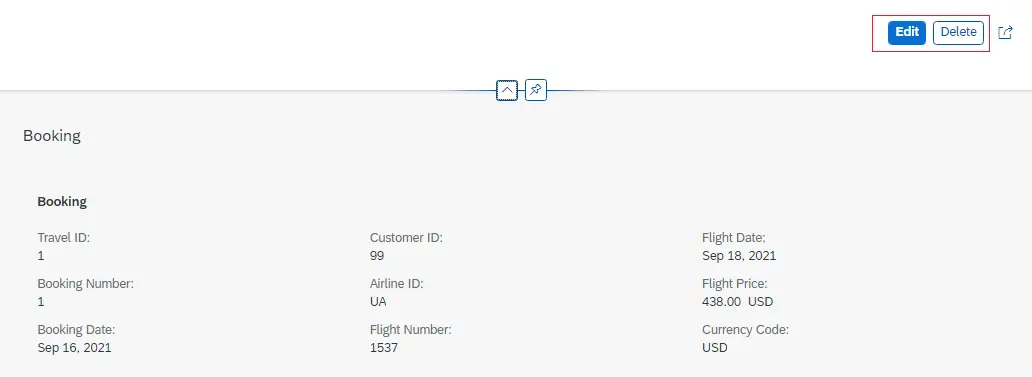 Edit Delete
Booking
Booking
Travel ID: Customer ID: Flight Date:
1 99 Sep 18, 2021
Booking Number: Airline ID: Flight Price:
1 UA 438.00 USD
Booking Date: Flight Number: Currency Code:
Sep 16, 2021 1537 USD